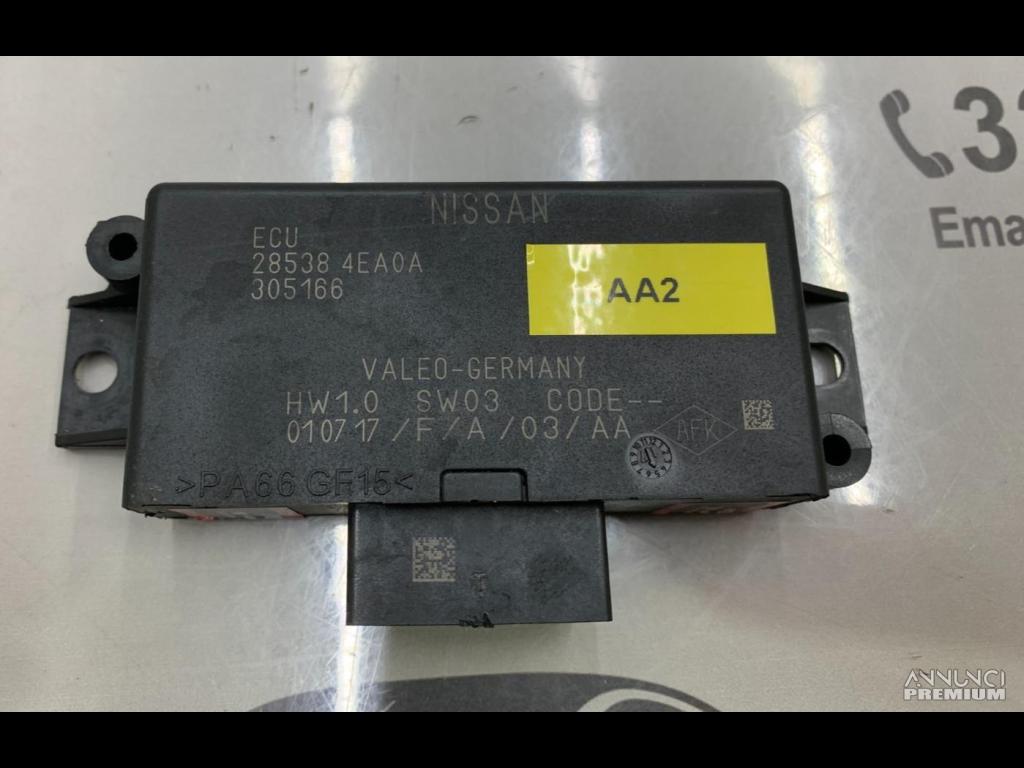 NISSAN
ECU
28538 4EA0A
305166
AA2
VALEO-GERMANY
HW1.0 SW03 CODE--
010717/F/A/03/AA
AFK
>PA66 GF15<
Ema
ANNUNCI
PREMIUM